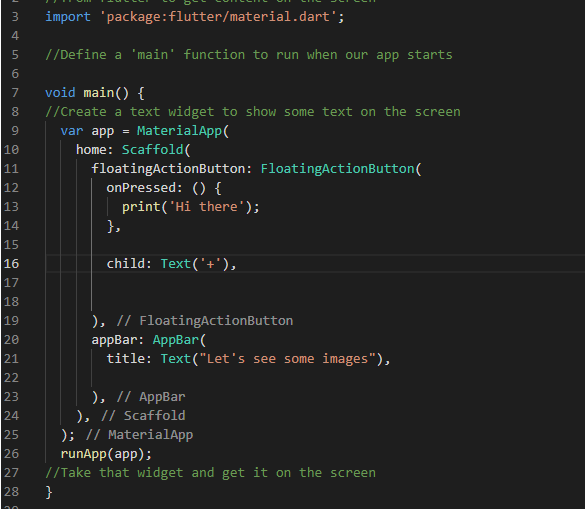 2 //from flutter to get content on the screen
3 import 'package:flutter/material.dart';
4
5 //Define a 'main' function to run when our app starts
6
7 void main() {
8 //Create a text widget to show some text on the screen
9 var app = MaterialApp(
10 home: Scaffold(
11 floatingActionButton: FloatingActionButton(
12 onPressed: () {
13 print('Hi there');
14 },
15
16 child: Text('+'),
17
18
19 ), // FloatingActionButton
20 appBar: AppBar(
21 title: Text("Let's see some images"),
22
23 ), // AppBar
24 ), // Scaffold
25 ); // MaterialApp
26 runApp(app);
27 //Take that widget and get it on the screen
28 }
29